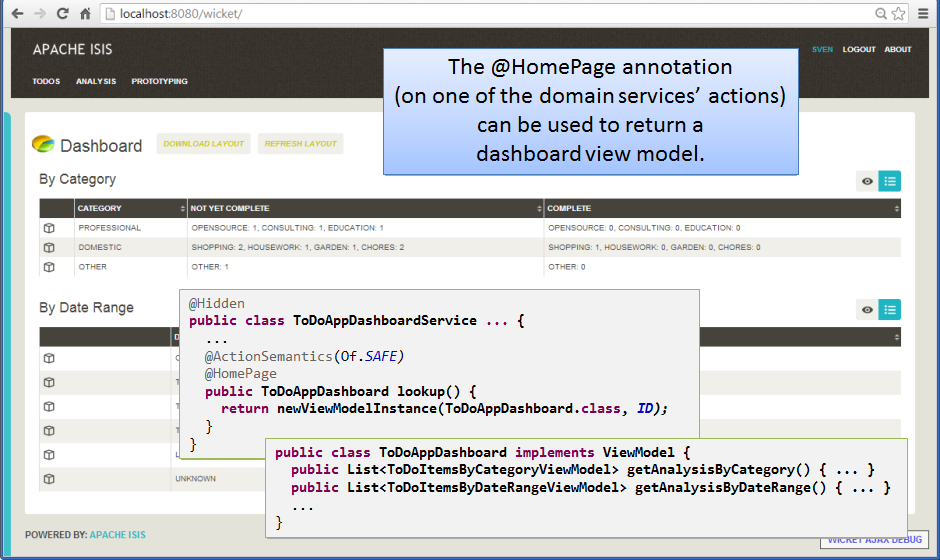 localhost:8080/wicket/
APACHE ISIS
SVEN LOGOUT ABOUT
TODOS ANALYSIS PROTOTYPING
The @HomePage annotation
(on one of the domain services’ actions)
can be used to return a
dashboard view model.
Dashboard DOWNLOAD LAYOUT REFRESH LAYOUT
By Category
CATEGORY NOT YET COMPLETE COMPLETE
PROFESSIONAL OPENSOURCE: 1, CONSULTING: 1, EDUCATION: 1 OPENSOURCE: 0, CONSULTING: 0, EDUCATION: 0
DOMESTIC SHOPPING: 2, HOUSEWORK: 1, GARDEN: 1, CHORES: 2 SHOPPING: 1, HOUSEWORK: 0, GARDEN: 0, CHORES: 0
OTHER OTHER: 1 OTHER: 0
By Date Range
@Hidden
public class ToDoAppDashboardService ... {
...
@ActionSemantics(Of.SAFE)
@HomePage
public ToDoAppDashboard lookup() {
return newViewModelInstance(ToDoAppDashboard.class, ID);
}
}
public class ToDoAppDashboard implements ViewModel {
public List<ToDoItemsByCategoryViewModel> getAnalysisByCategory() { ... }
public List<ToDoItemsByDateRangeViewModel> getAnalysisByDateRange() { ... }
...
}
UNKNOWN
POWERED BY: APACHE ISIS
WICKET AJAX DEBUG